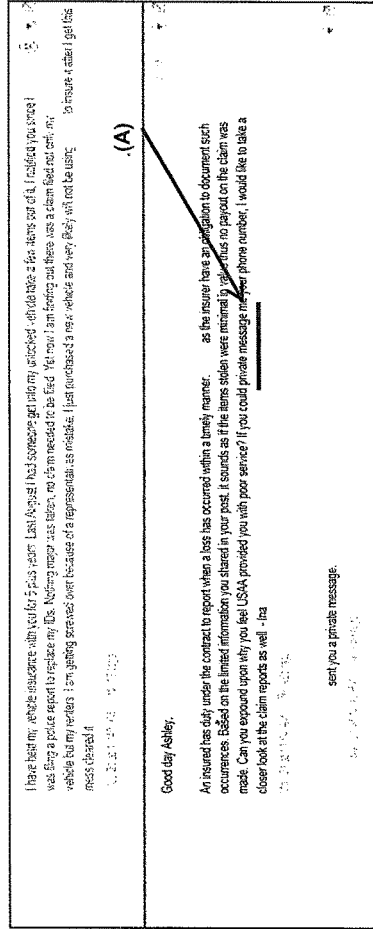 I have held my vehicle insurance with you for 5 plus years. Last August I had someone get into my unlocked vehicle take a few items out of it. I notified you since I
was filing a police report to replace my IDs. Nothing major was taken, no claim needed to be filed. Yet now I am finding out there was a claim filed not only my
vehicle but my renters. I am getting screwed over because of a representatives mistake. I just purchased a new vehicle and very likely will not be using to insure it after I get this
mess cleared it
(A)
Good day Ashley,
An insured has duty under the contract to report when a loss has occurred within a timely manner. as the insurer have an obligation to document such
occurrences. Based on the limited information you shared in your post, it sounds as if the items stolen were minimal in value thus no payout on the claim was
made. Can you expound upon why you feel USAA provided you with poor service? If you could private message me your phone number, I would like to take a
closer look at the claim reports as well - Ina
sent you a private message.